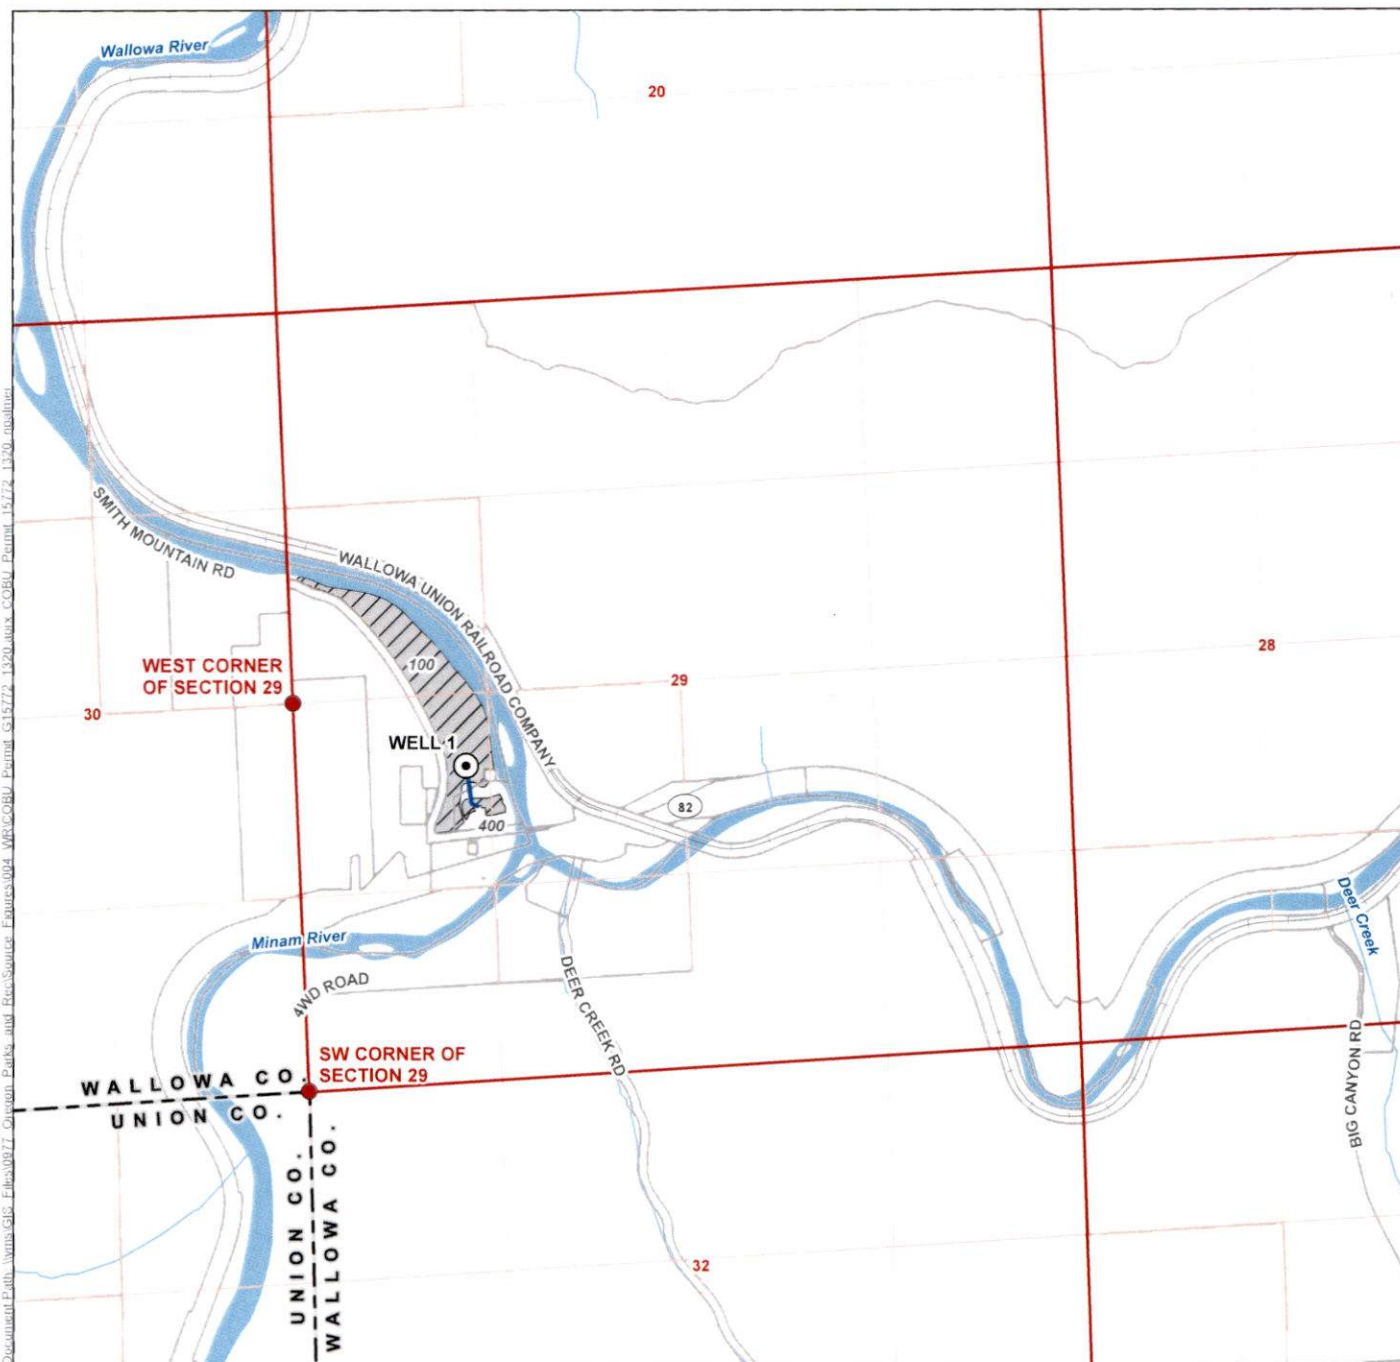 Wallowa River
20
SMITH MOUNTAIN RD
WALLOWA UNION RAILROAD COMPANY
WEST CORNER
OF SECTION 29
100
28
29
30
WELL 1
82
400
Minam River
4WD ROAD
DEER CREEK RD
Deer Creek
BIG CANYON RD
SW CORNER OF
SECTION 29
WALLOWA CO.
UNION CO.
UNION CO.
WALLOWA CO.
32
Document Path: